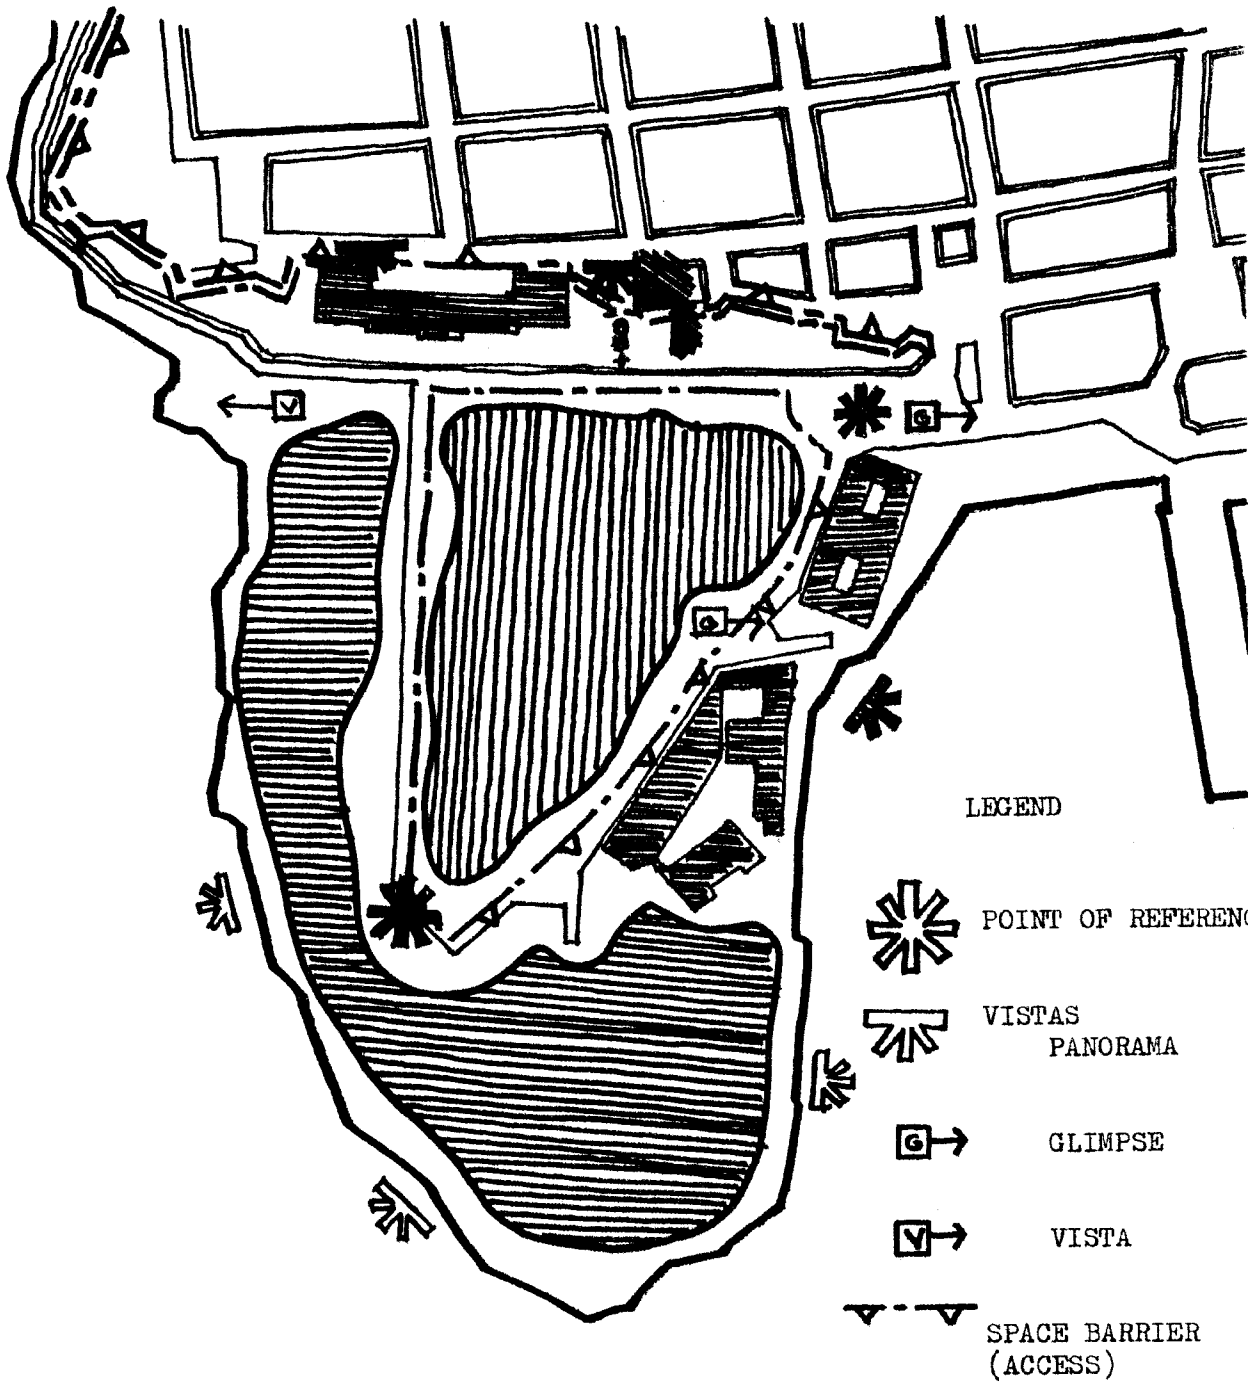 V
G
G
LEGEND
POINT OF REFERENC
VISTAS
PANORAMA
G
GLIMPSE
V
VISTA
SPACE BARRIER
(ACCESS)